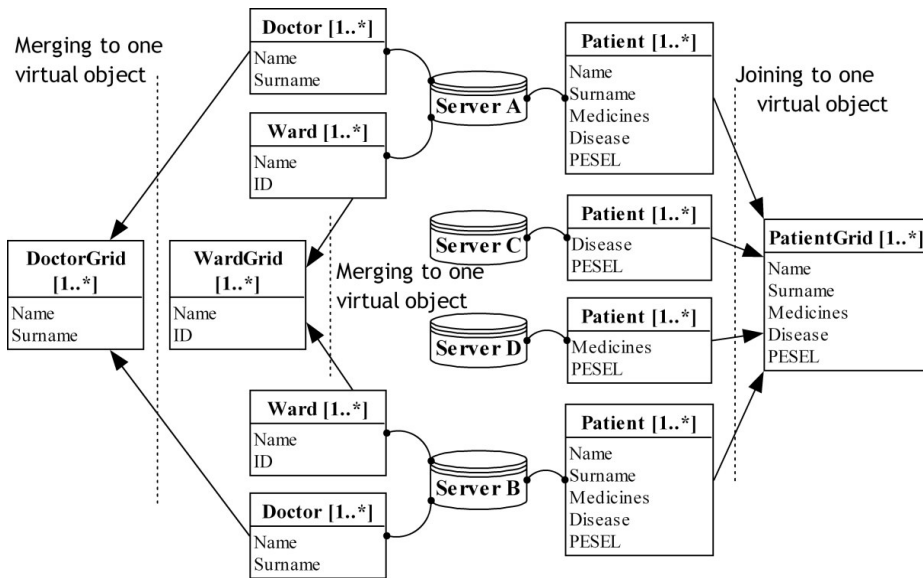 Merging to one
virtual object
Doctor [1..*]
Name
Surname
Ward [1..*]
Name
ID
Server A
Patient [1..*]
Name
Surname
Medicines
Disease
PESEL
Joining to one
virtual object
DoctorGrid
[1..*]
Name
Surname
WardGrid
[1..*]
Name
ID
Merging to one
virtual object
Server C
Patient [1..*]
Disease
PESEL
Server D
Patient [1..*]
Medicines
PESEL
PatientGrid [1..*]
Name
Surname
Medicines
Disease
PESEL
Ward [1..*]
Name
ID
Doctor [1..*]
Name
Surname
Server B
Patient [1..*]
Name
Surname
Medicines
Disease
PESEL